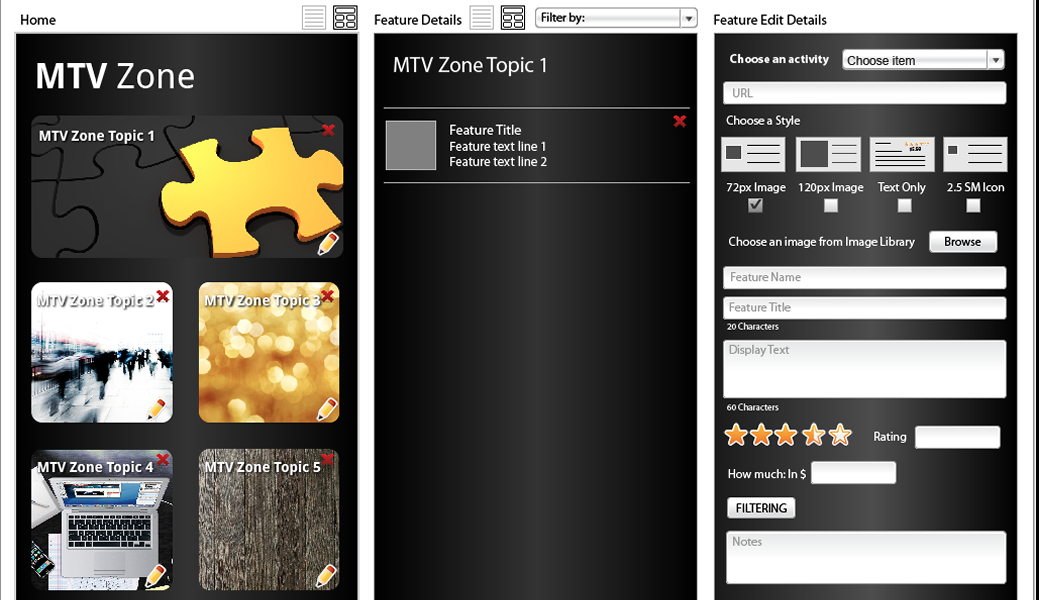 Home
MTV Zone
MTV Zone Topic 1
MTV Zone Topic 2
MTV Zone Topic 3
MTV Zone Topic 4
MTV Zone Topic 5
Feature Details
Filter by:
MTV Zone Topic 1
Feature Title
Feature text line 1
Feature text line 2
Feature Edit Details
Choose an activity
Choose item
URL
Choose a Style
72px Image
120px Image
Text Only
2.5 SM Icon
Choose an image from Image Library
Browse
Feature Name
Feature Title
20 Characters
Display Text
60 Characters
Rating
How much: In $
FILTERING
Notes